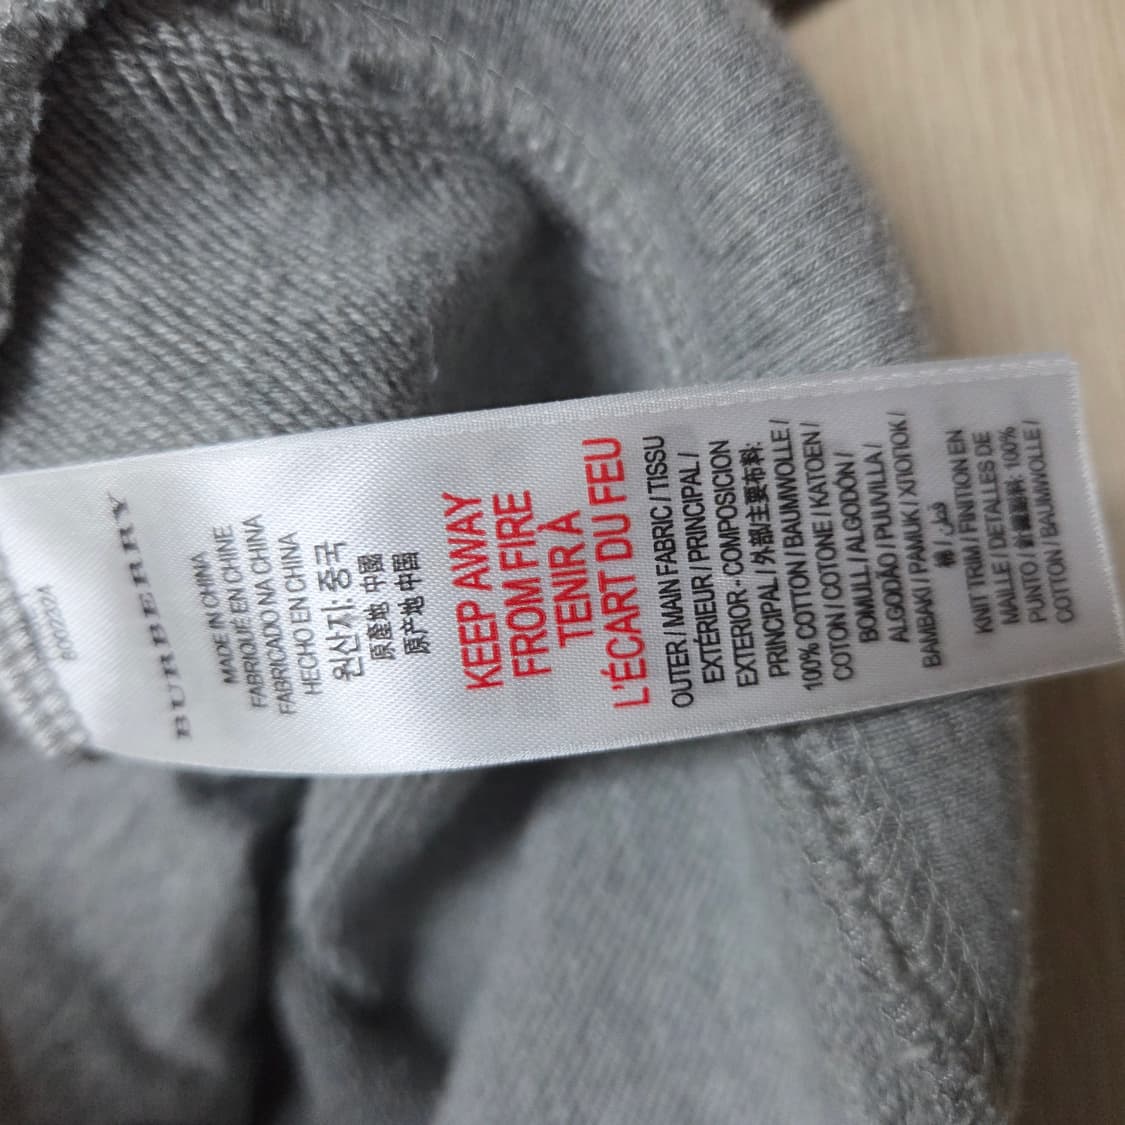 BURBERRY
MADE IN CHINA
FABRIQUÉ EN CHINE
FABRICADO NA CHINA
HECHO EN CHINA
원산지: 중국
原產地: 中國
原产地: 中国
KEEP AWAY
FROM FIRE
TENIR À
L'ÉCART DU FEU
OUTER / MAIN FABRIC / TISSU
EXTÉRIEUR / PRINCIPAL /
EXTERIOR - COMPOSICION
PRINCIPAL / 外部/主要布料:
100% COTTON / BAUMWOLLE /
COTON / COTONE / KATOEN /
BOMULL / ALGODÓN /
ALGODÃO / PUUVILLA /
BAMBAKI / PAMUK / ХЛОПОК /
棉 / قطن
KNIT TRIM / FINITION EN
MAILLE / DETALLES DE
PUNTO / 針織副料: 100%
COTTON / BAUMWOLLE /